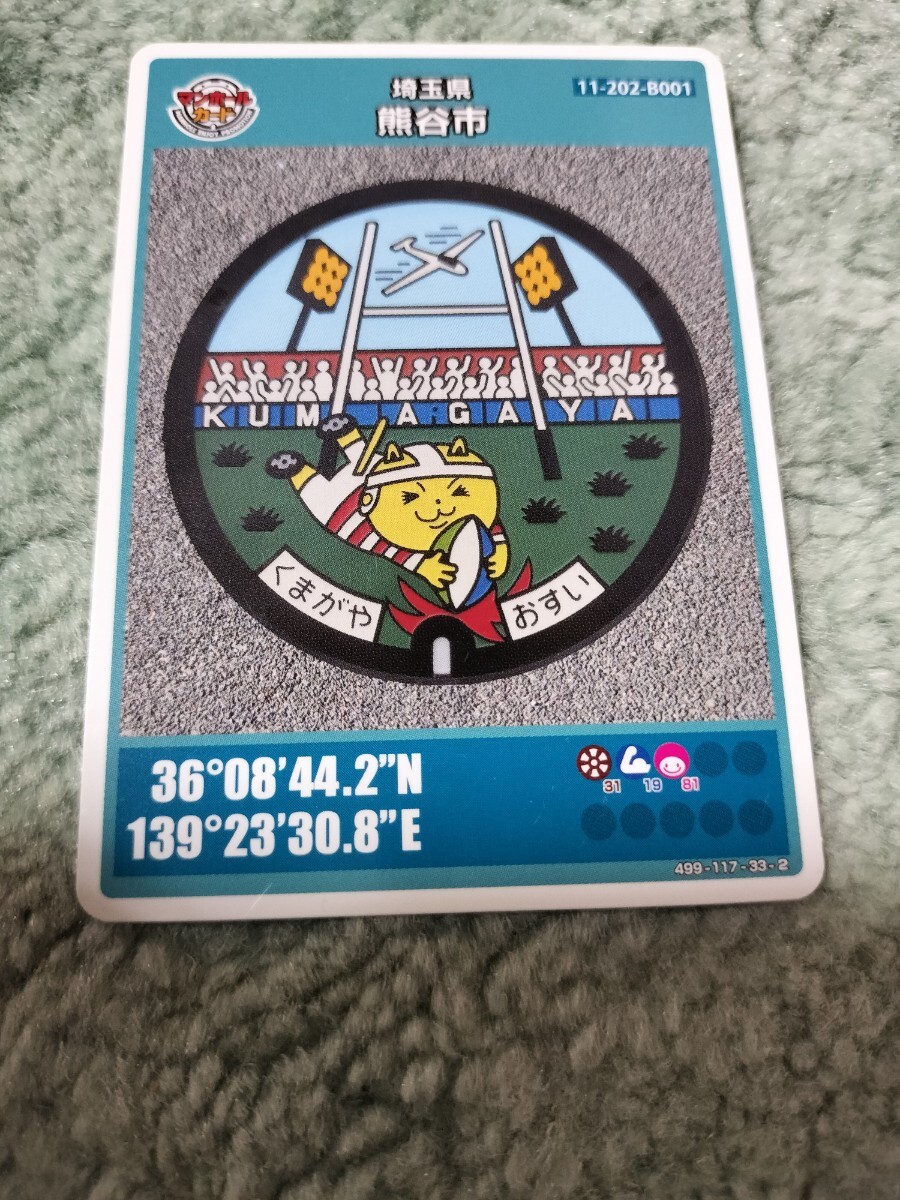 マンホール
カード
埼玉県
熊谷市
11-202-B001
KUMAGAYA
くまがや
おすい
36°08'44.2"N
139°23'30.8"E
31 19 81
499-117-33-2